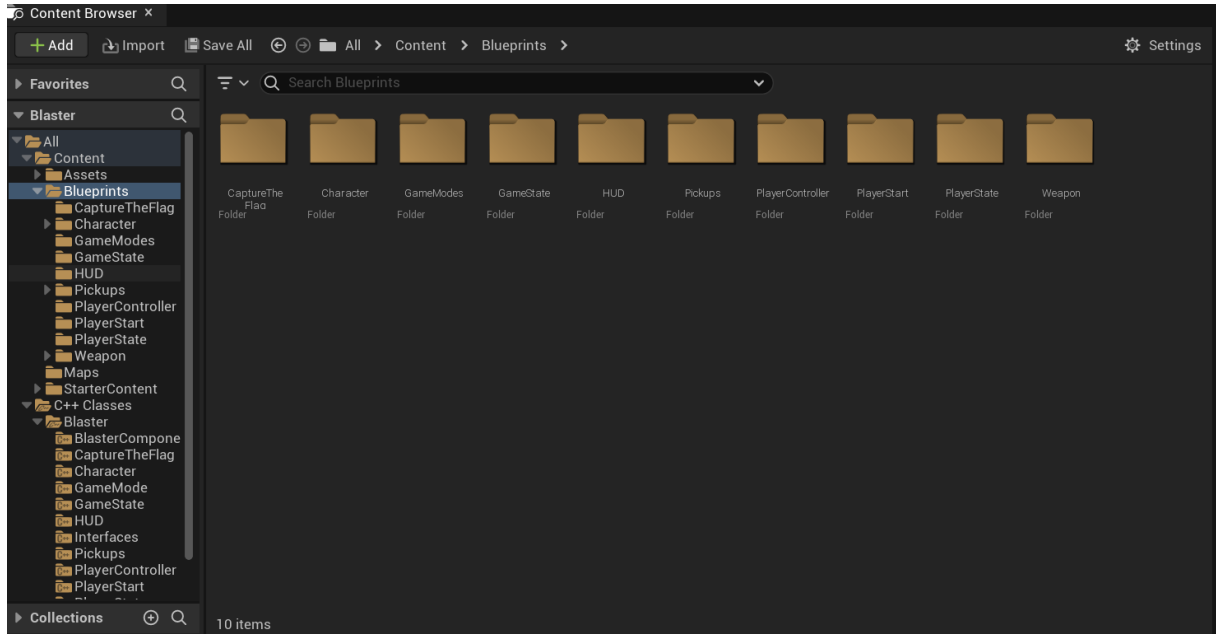 Content Browser ×
+ Add Import Save All All > Content > Blueprints > Settings
Favorites
Search Blueprints
Blaster
All
Content
Assets
Blueprints
CaptureTheFlag
Character
GameModes
GameState
HUD
Pickups
PlayerController
PlayerStart
PlayerState
Weapon
Maps
StarterContent
C++ Classes
Blaster
BlasterCompone
CaptureTheFlag
Character
GameMode
GameState
HUD
Interfaces
Pickups
PlayerController
PlayerStart
Collections
CaptureThe Character GameModes GameState HUD Pickups PlayerController PlayerStart PlayerState Weapon
Flag
Folder Folder Folder Folder Folder Folder Folder Folder Folder Folder
10 items